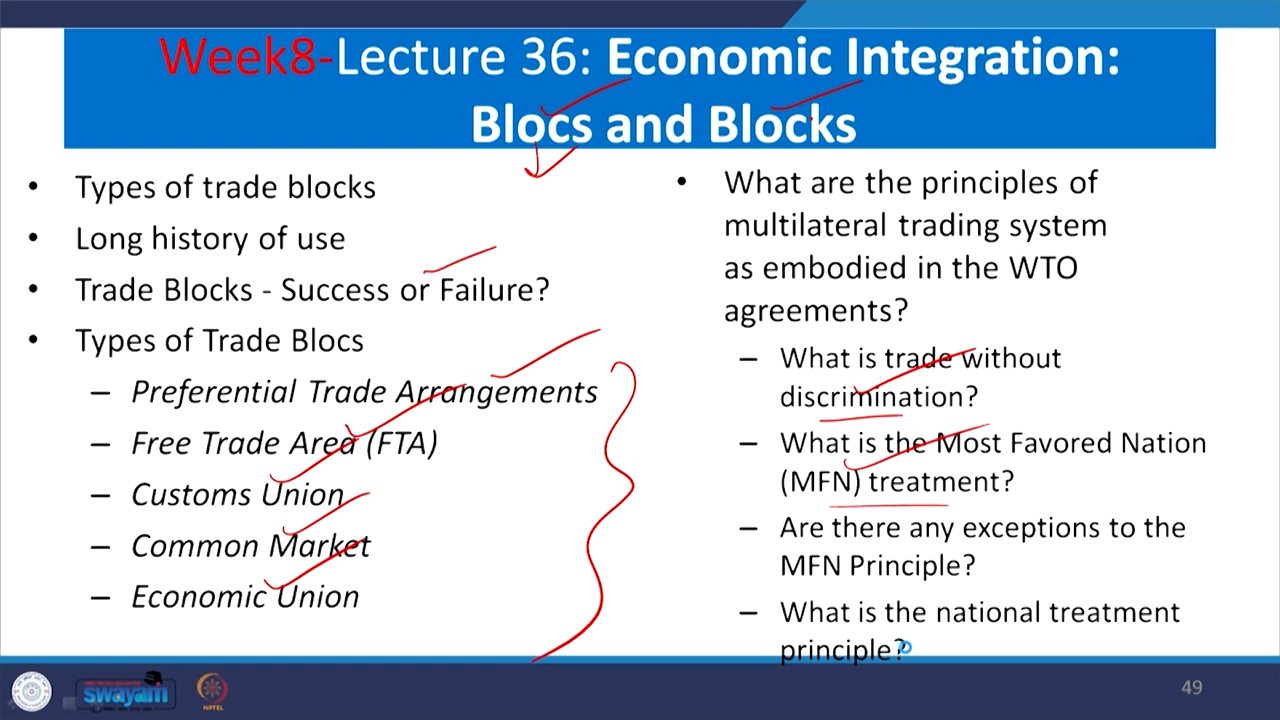 Week8-Lecture 36: Economic Integration:
Blocs and Blocks
• Types of trade blocks
• Long history of use
• Trade Blocks - Success or Failure?
• Types of Trade Blocs
– Preferential Trade Arrangements
– Free Trade Area (FTA)
– Customs Union
– Common Market
– Economic Union
• What are the principles of
multilateral trading system
as embodied in the WTO
agreements?
– What is trade without
discrimination?
– What is the Most Favored Nation
(MFN) treatment?
– Are there any exceptions to the
MFN Principle?
– What is the national treatment
principle?
swayam
NPTEL
49